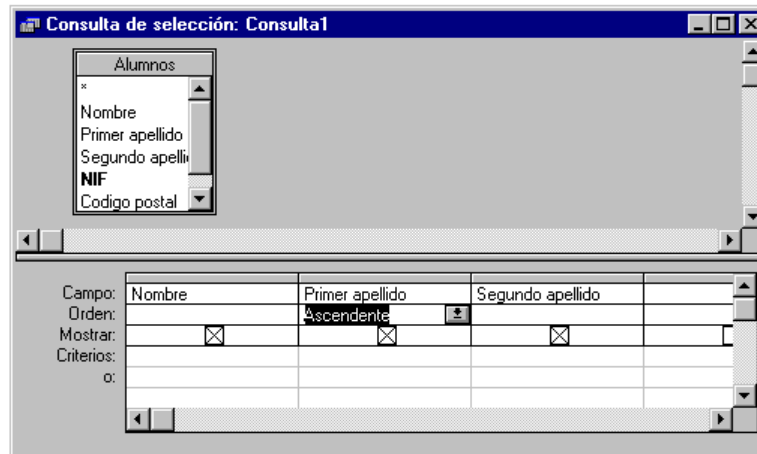 Consulta de selección: Consulta1
Alumnos
*
Nombre
Primer apellido
Segundo apelli
NIF
Codigo postal
Campo: Nombre Primer apellido Segundo apellido
Orden: Ascendente
Mostrar:
Criterios:
o: